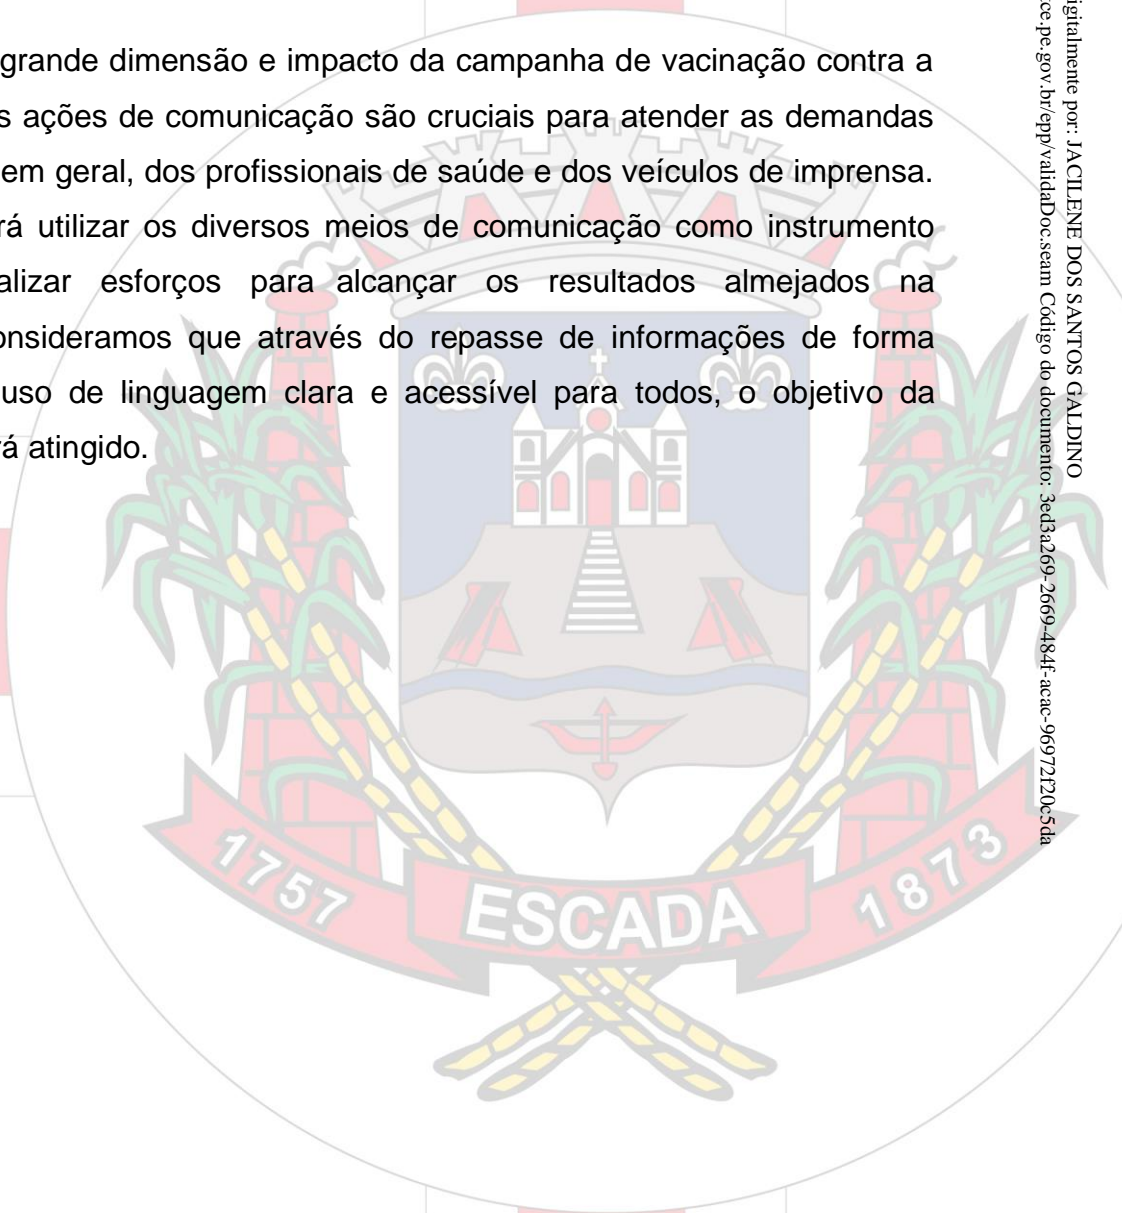 grande dimensão e impacto da campanha de vacinação contra a
s ações de comunicação são cruciais para atender as demandas
em geral, dos profissionais de saúde e dos veículos de imprensa.
rá utilizar os diversos meios de comunicação como instrumento
alizar esforços para alcançar os resultados almejados na
onsideramos que através do repasse de informações de forma
uso de linguagem clara e acessível para todos, o objetivo da
rá atingido.
1757
ESCADA
1873
igitalmente por: JACILENE DOS SANTOS GALDINO
ce.pe.gov.br/epp/validaDoc.seam Código do documento: 3ed3a269-2669-484f-acac-96972f20c5da